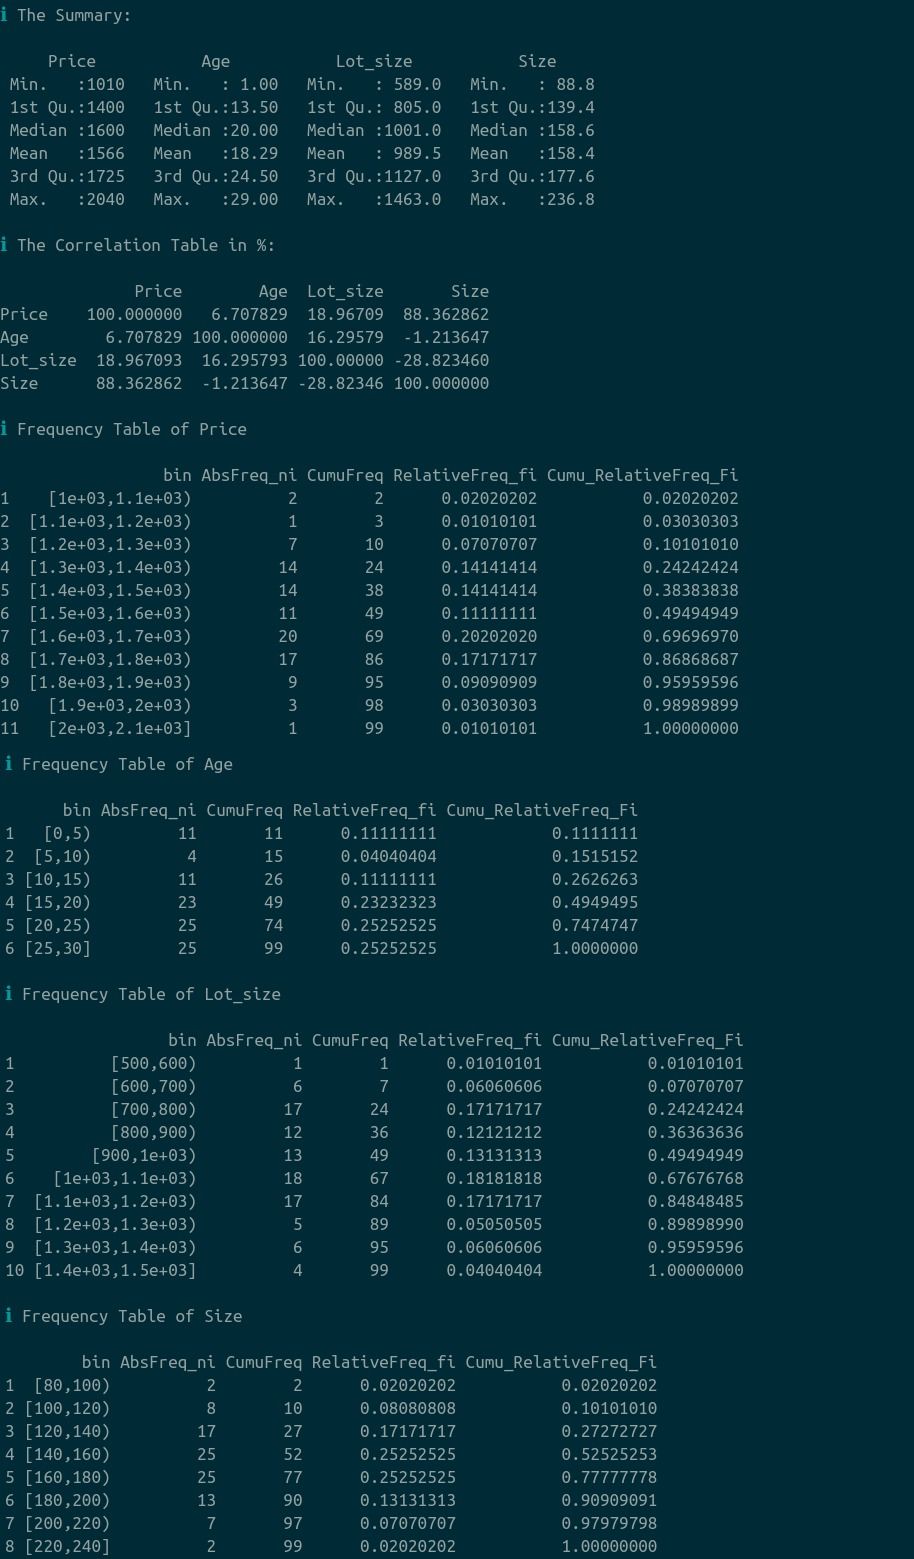 ℹ The Summary:
     Price           Age           Lot_size           Size
 Min.   :1010   Min.   : 1.00   Min.   : 589.0   Min.   : 88.8
 1st Qu.:1400   1st Qu.:13.50   1st Qu.: 805.0   1st Qu.:139.4
 Median :1600   Median :20.00   Median :1001.0   Median :158.6
 Mean   :1566   Mean   :18.29   Mean   : 989.5   Mean   :158.4
 3rd Qu.:1725   3rd Qu.:24.50   3rd Qu.:1127.0   3rd Qu.:177.6
 Max.   :2040   Max.   :29.00   Max.   :1463.0   Max.   :236.8
ℹ The Correlation Table in %:
              Price        Age  Lot_size       Size
Price    100.000000   6.707829  18.96709  88.362862
Age        6.707829 100.000000  16.29579  -1.213647
Lot_size  18.967093  16.295793 100.00000 -28.823460
Size      88.362862  -1.213647 -28.82346 100.000000
ℹ Frequency Table of Price
                 bin AbsFreq_ni CumuFreq RelativeFreq_fi Cumu_RelativeFreq_Fi
1    [1e+03,1.1e+03)          2        2      0.02020202           0.02020202
2  [1.1e+03,1.2e+03)          1        3      0.01010101           0.03030303
3  [1.2e+03,1.3e+03)          7       10      0.07070707           0.10101010
4  [1.3e+03,1.4e+03)         14       24      0.14141414           0.24242424
5  [1.4e+03,1.5e+03)         14       38      0.14141414           0.38383838
6  [1.5e+03,1.6e+03)         11       49      0.11111111           0.49494949
7  [1.6e+03,1.7e+03)         20       69      0.20202020           0.69696970
8  [1.7e+03,1.8e+03)         17       86      0.17171717           0.86868687
9  [1.8e+03,1.9e+03)          9       95      0.09090909           0.95959596
10   [1.9e+03,2e+03)          3       98      0.03030303           0.98989899
11   [2e+03,2.1e+03]          1       99      0.01010101           1.00000000
ℹ Frequency Table of Age
      bin AbsFreq_ni CumuFreq RelativeFreq_fi Cumu_RelativeFreq_Fi
1   [0,5)         11       11      0.11111111            0.1111111
2  [5,10)          4       15      0.04040404            0.1515152
3 [10,15)         11       26      0.11111111            0.2626263
4 [15,20)         23       49      0.23232323            0.4949495
5 [20,25)         25       74      0.25252525            0.7474747
6 [25,30]         25       99      0.25252525            1.0000000
ℹ Frequency Table of Lot_size
                 bin AbsFreq_ni CumuFreq RelativeFreq_fi Cumu_RelativeFreq_Fi
1          [500,600)          1        1      0.01010101           0.01010101
2          [600,700)          6        7      0.06060606           0.07070707
3          [700,800)         17       24      0.17171717           0.24242424
4          [800,900)         12       36      0.12121212           0.36363636
5        [900,1e+03)         13       49      0.13131313           0.49494949
6    [1e+03,1.1e+03)         18       67      0.18181818           0.67676768
7  [1.1e+03,1.2e+03)         17       84      0.17171717           0.84848485
8  [1.2e+03,1.3e+03)          5       89      0.05050505           0.89898990
9  [1.3e+03,1.4e+03)          6       95      0.06060606           0.95959596
10 [1.4e+03,1.5e+03]          4       99      0.04040404           1.00000000
ℹ Frequency Table of Size
        bin AbsFreq_ni CumuFreq RelativeFreq_fi Cumu_RelativeFreq_Fi
1  [80,100)          2        2      0.02020202           0.02020202
2 [100,120)          8       10      0.08080808           0.10101010
3 [120,140)         17       27      0.17171717           0.27272727
4 [140,160)         25       52      0.25252525           0.52525253
5 [160,180)         25       77      0.25252525           0.77777778
6 [180,200)         13       90      0.13131313           0.90909091
7 [200,220)          7       97      0.07070707           0.97979798
8 [220,240]          2       99      0.02020202           1.00000000